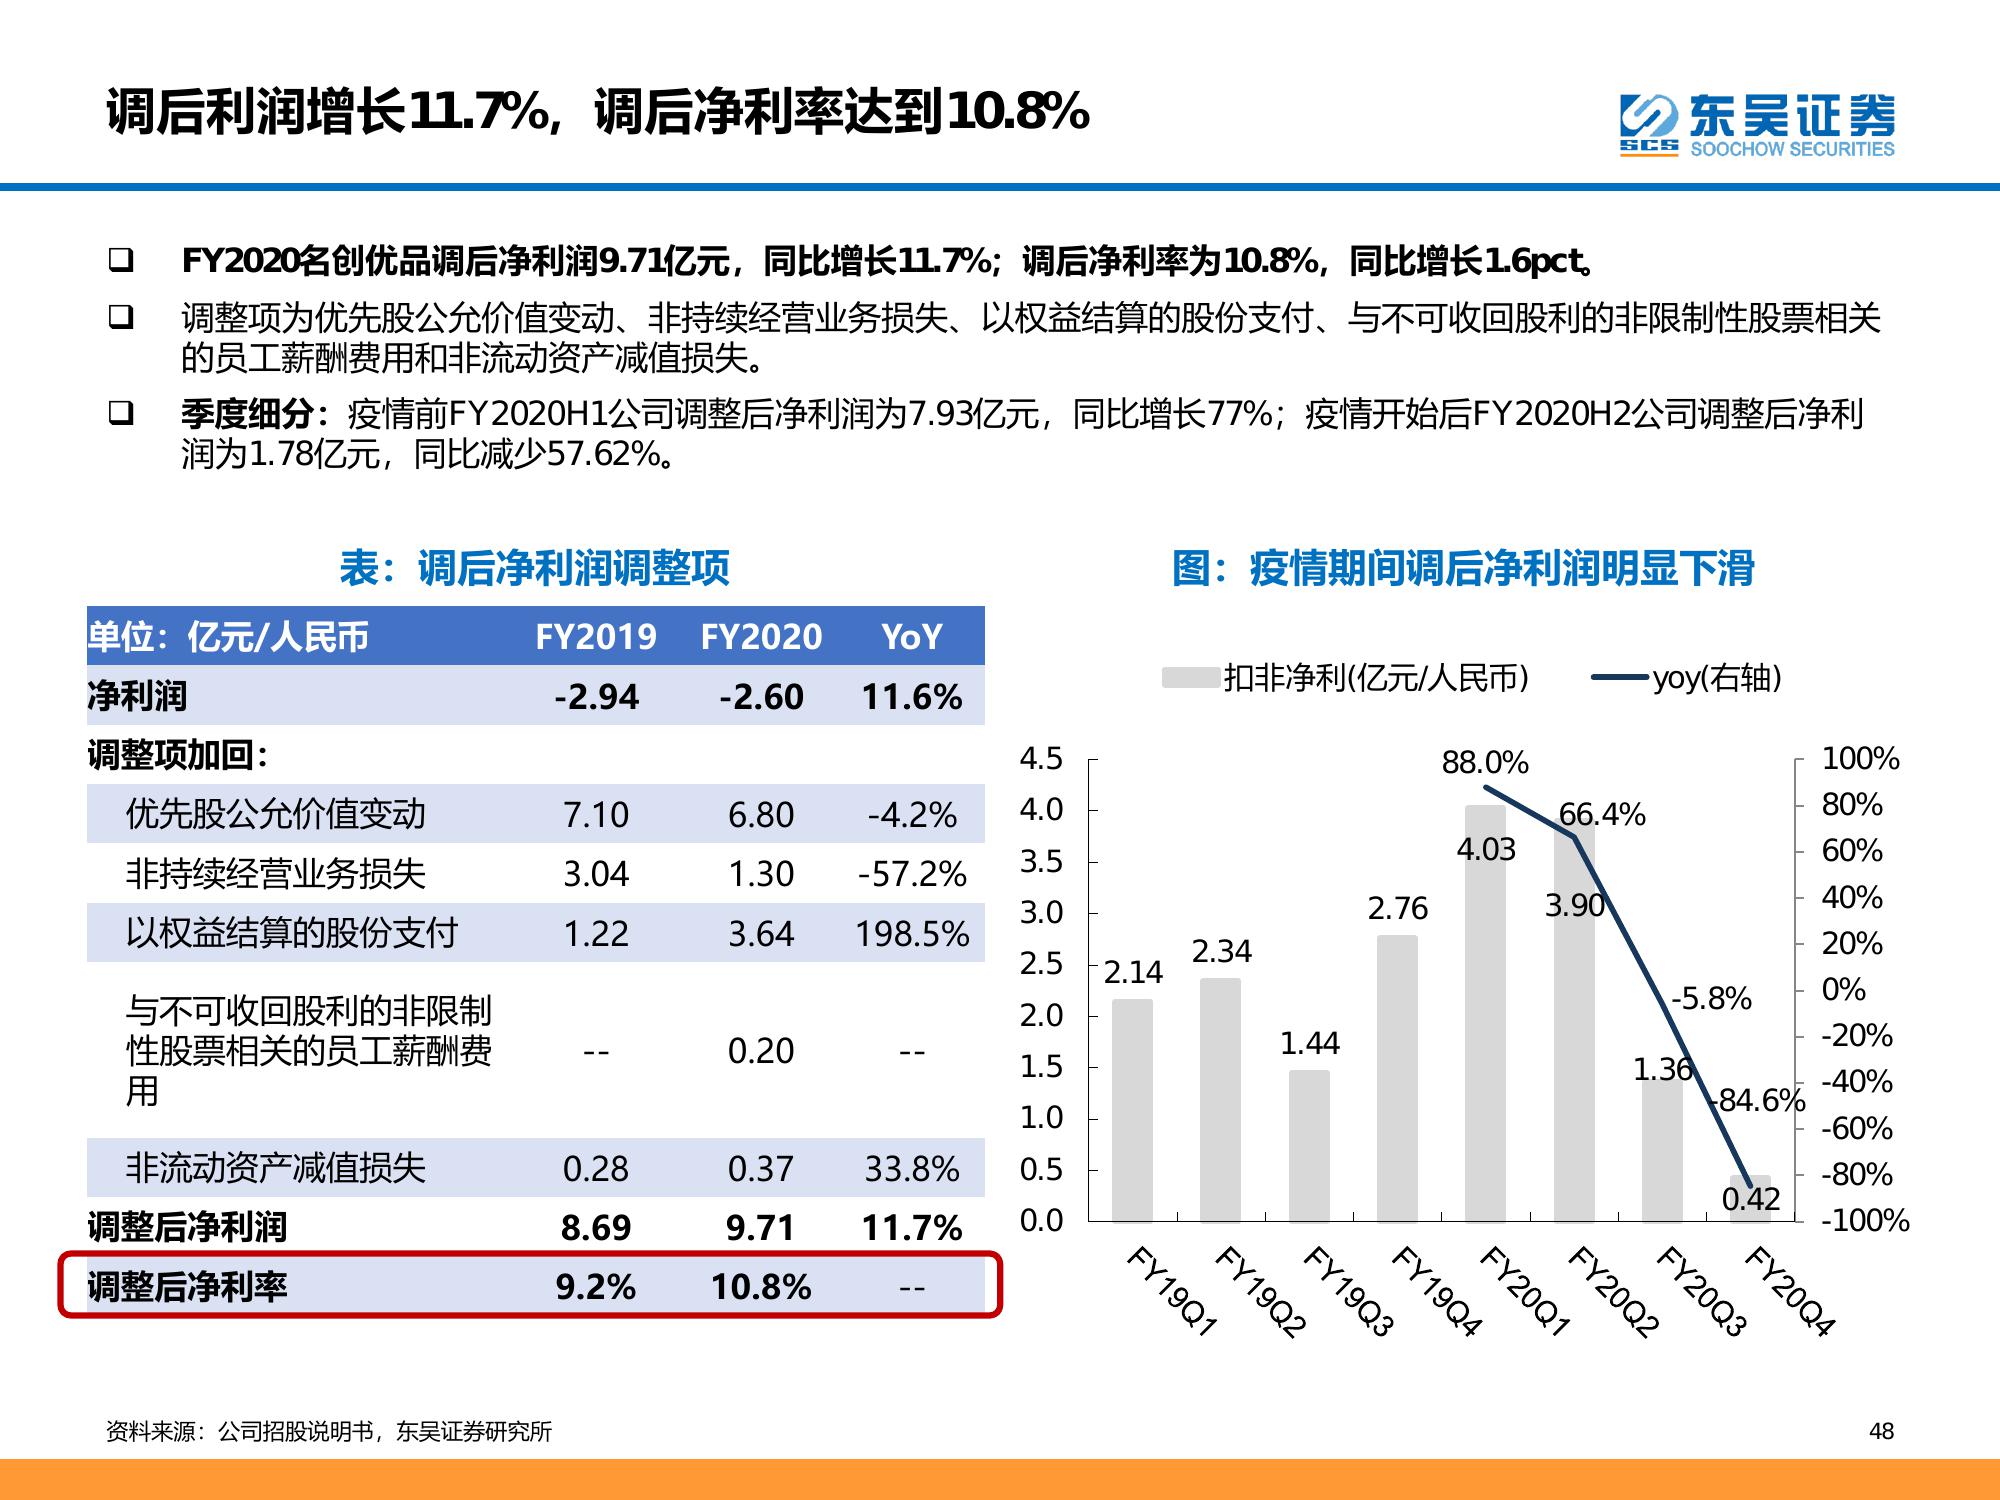 调后利润增长11.7%，调后净利率达到10.8%
东吴证券
SCS
SOOCHOW SECURITIES
❑ FY2020名创优品调后净利润9.71亿元，同比增长11.7%；调后净利率为10.8%，同比增长1.6pct。
❑ 调整项为优先股公允价值变动、非持续经营业务损失、以权益结算的股份支付、与不可收回股利的非限制性股票相关
的员工薪酬费用和非流动资产减值损失。
❑ 季度细分：疫情前FY2020H1公司调整后净利润为7.93亿元，同比增长77%；疫情开始后FY2020H2公司调整后净利
润为1.78亿元，同比减少57.62%。
表：调后净利润调整项
单位：亿元/人民币 FY2019 FY2020 YoY
净利润 -2.94 -2.60 11.6%
调整项加回：
优先股公允价值变动 7.10 6.80 -4.2%
非持续经营业务损失 3.04 1.30 -57.2%
以权益结算的股份支付 1.22 3.64 198.5%
与不可收回股利的非限制
性股票相关的员工薪酬费 -- 0.20 --
用
非流动资产减值损失 0.28 0.37 33.8%
调整后净利润 8.69 9.71 11.7%
调整后净利率 9.2% 10.8% --
图：疫情期间调后净利润明显下滑
扣非净利(亿元/人民币) yoy(右轴)
4.5
4.0
3.5
3.0
2.5
2.0
1.5
1.0
0.5
0.0
2.14
2.34
1.44
2.76
4.03
3.90
1.36
0.42
88.0%
66.4%
-5.8%
-84.6%
100%
80%
60%
40%
20%
0%
-20%
-40%
-60%
-80%
-100%
FY19Q1
FY19Q2
FY19Q3
FY19Q4
FY20Q1
FY20Q2
FY20Q3
FY20Q4
资料来源：公司招股说明书，东吴证券研究所
48